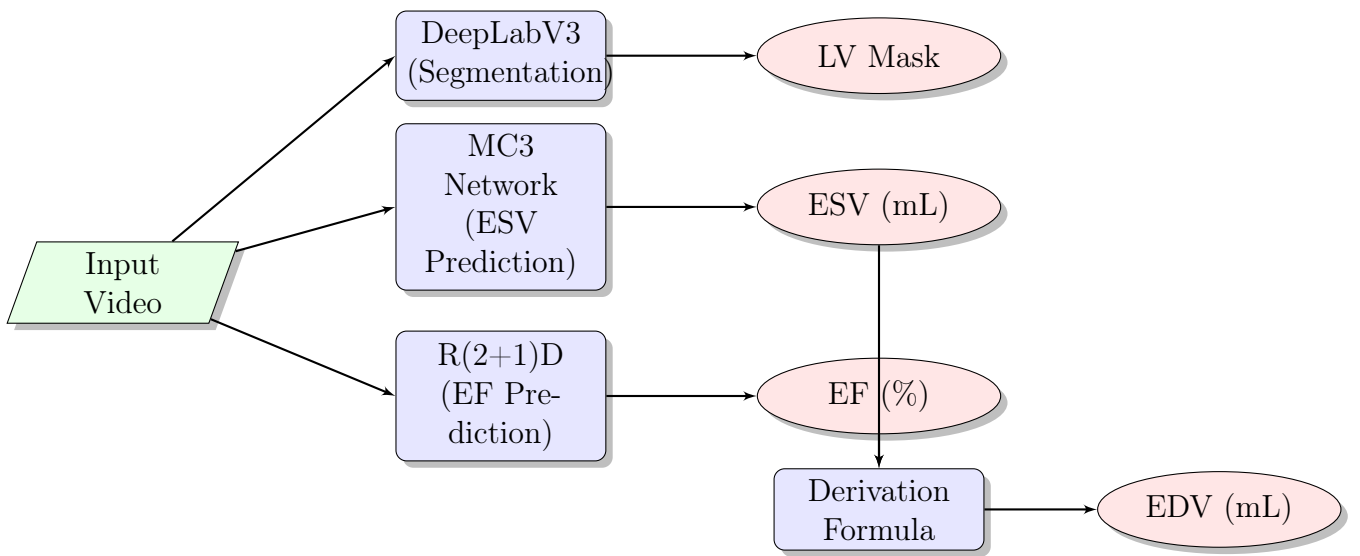 DeepLabV3
(Segmentation)
LV Mask
MC3
Network
(ESV
Prediction)
ESV (mL)
Input
Video
R(2+1)D
(EF Pre-
diction)
EF (%)
Derivation
Formula
EDV (mL)